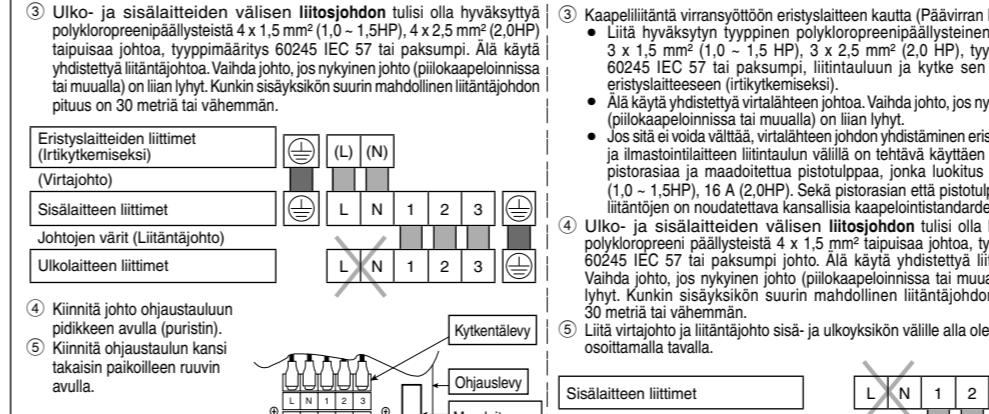 ③ Ulko- ja sisälaitteiden välisen liitosjohdon tulisi olla hyväksyttyä
polykloropreenipäällysteistä 4 x 1,5 mm² (1,0 ~ 1,5HP), 4 x 2,5 mm² (2,0HP)
taipuisaa johtoa, tyyppimääritys 60245 IEC 57 tai paksumpi. Älä käytä
yhdistettyä liitäntäjohtoa. Vaihda johto, jos nykyinen johto (piilokaapeloinnissa
tai muualla) on liian lyhyt. Kunkin sisäyksikön suurin mahdollinen liitäntäjohdon
pituus on 30 metriä tai vähemmän.
Eristyslaitteiden liittimet
(Irtikytkemiseksi)
(L) (N)
(Virtajohto)
Sisälaitteen liittimet
L N 1 2 3
Johtojen värit (Liitäntäjohto)
Ulkolaitteen liittimet
L N 1 2 3
④ Kiinnitä johto ohjaustauluun
pidikkeen avulla (puristin).
⑤ Kiinnitä ohjaustaulun kansi
takaisin paikoilleen ruuvin
avulla.
Kytkentälevy
Ohjauslevy
L N 1 2 3
③ Kaapeliliitäntä virransyöttöön eristyslaitteen kautta (Päävirran
• Liitä hyväksytyn tyyppinen polykloropreenipäällysteinen
3 x 1,5 mm² (1,0 ~ 1,5 HP), 3 x 2,5 mm² (2,0 HP),
60245 IEC 57 tai paksumpi, liitintauluun ja kytke sen
eristyslaitteeseen (irtikytkemiseksi).
• Älä käytä yhdistettyä virtalähteen johtoa. Vaihda johto, jos
(piilokaapeloinnissa tai muualla) on liian lyhyt.
• Jos sitä ei voida välttää, virtalähteen johdon yhdistäminen
ja ilmastointilaitteen liitintaulun välillä on tehtävä käyttäen
pistorasiaa ja maadoitettua pistotulppaa, jonka luokitus
(1,0 ~ 1,5HP), 16 A (2,0HP). Sekä pistorasian että
liitäntöjen on noudatettava kansallisia
④ Ulko- ja sisälaitteiden välisen liitosjohdon tulisi olla
polykloropreeni päällysteistä 4 x 1,5 mm² taipuisaa johtoa,
60245 IEC 57 tai paksumpi johto. Älä käytä yhdistettyä
Vaihda johto, jos nykyinen johto (piilokaapeloinnissa tai
lyhyt. Kunkin sisäyksikön suurin mahdollinen
30 metriä tai vähemmän.
⑤ Liitä virtajohto ja liitäntäjohto sisä- ja ulkoyksikön välille alla
osoittamalla tavalla.
Sisälaitteen liittimet
L N 1 2